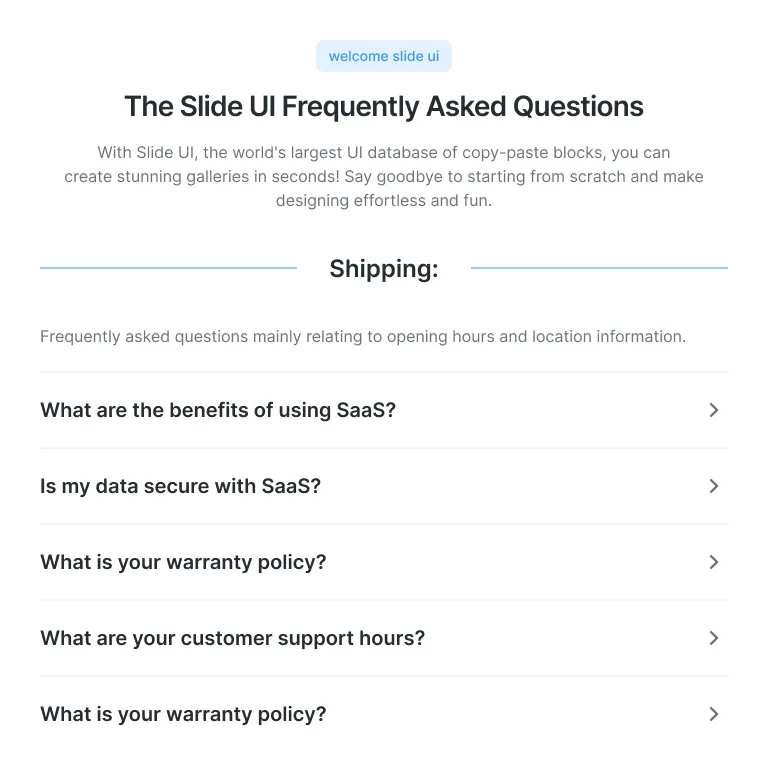 welcome slide ui
The Slide UI Frequently Asked Questions
With Slide UI, the world's largest UI database of copy-paste blocks, you can
create stunning galleries in seconds! Say goodbye to starting from scratch and make
designing effortless and fun.
Shipping:
Frequently asked questions mainly relating to opening hours and location information.
What are the benefits of using SaaS?
Is my data secure with SaaS?
What is your warranty policy?
What are your customer support hours?
What is your warranty policy?